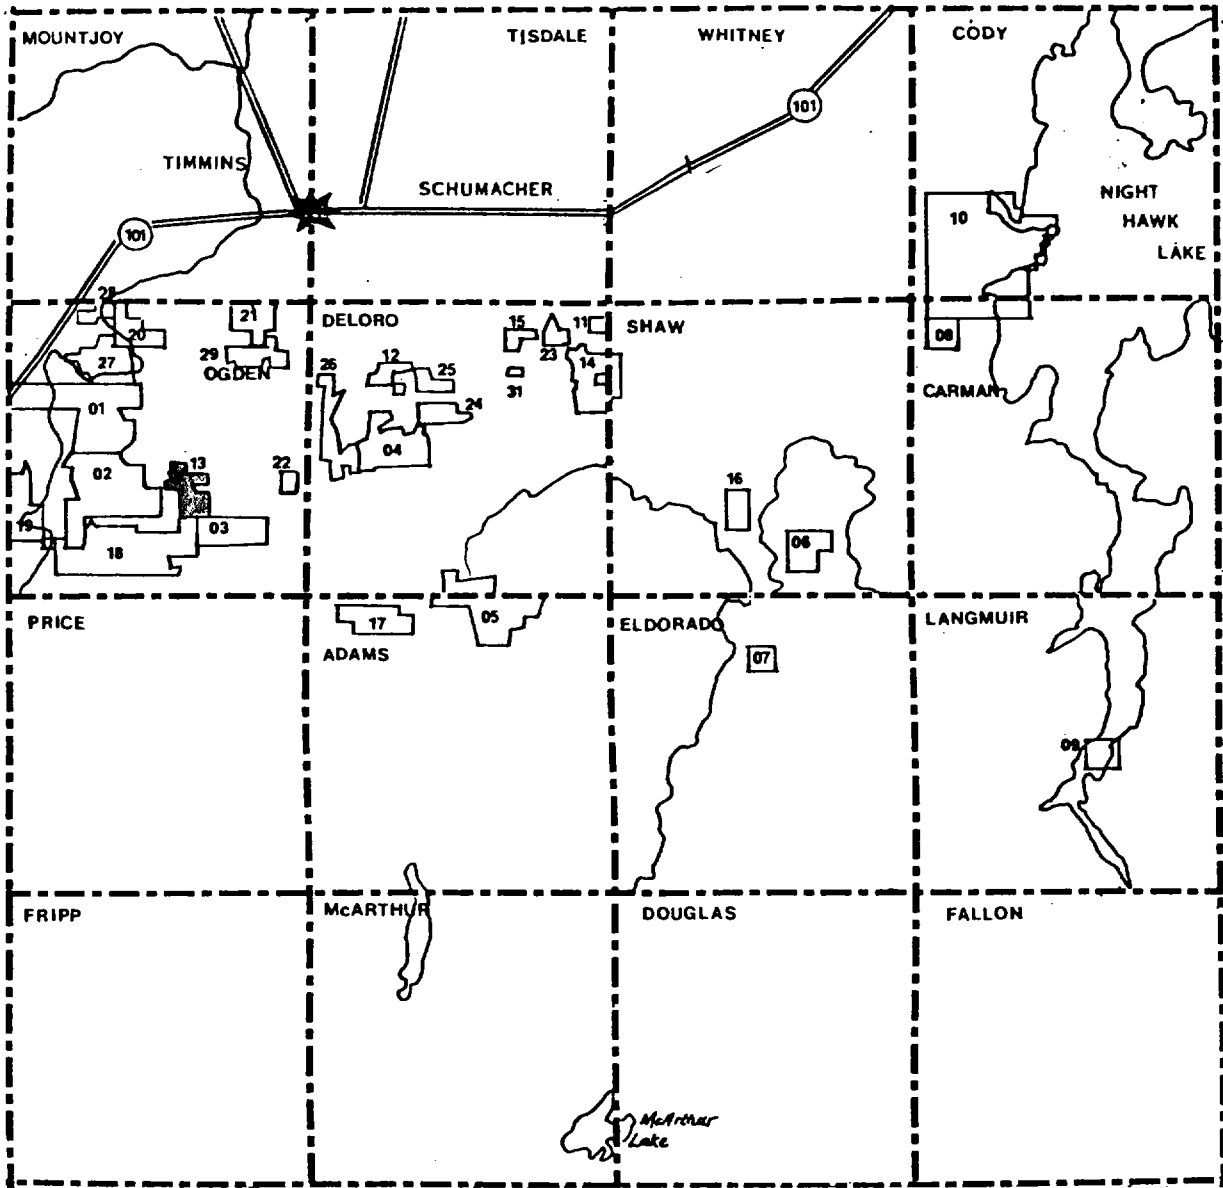 MOUNTJOY
TISDALE
WHITNEY
CODY
101
TIMMINS
SCHUMACHER
NIGHT
HAWK
LAKE
10
101
28
21
20
DELORO
15
11
SHAW
08
27
29
OGDEN
26
12
25
23
14
31
CARMAN
01
24
04
02
13
22
16
19
03
18
06
PRICE
17
05
ELDORADO
LANGMUIR
ADAMS
07
09
FRIPP
McARTHUR
DOUGLAS
FALLON
McArthur
Lake